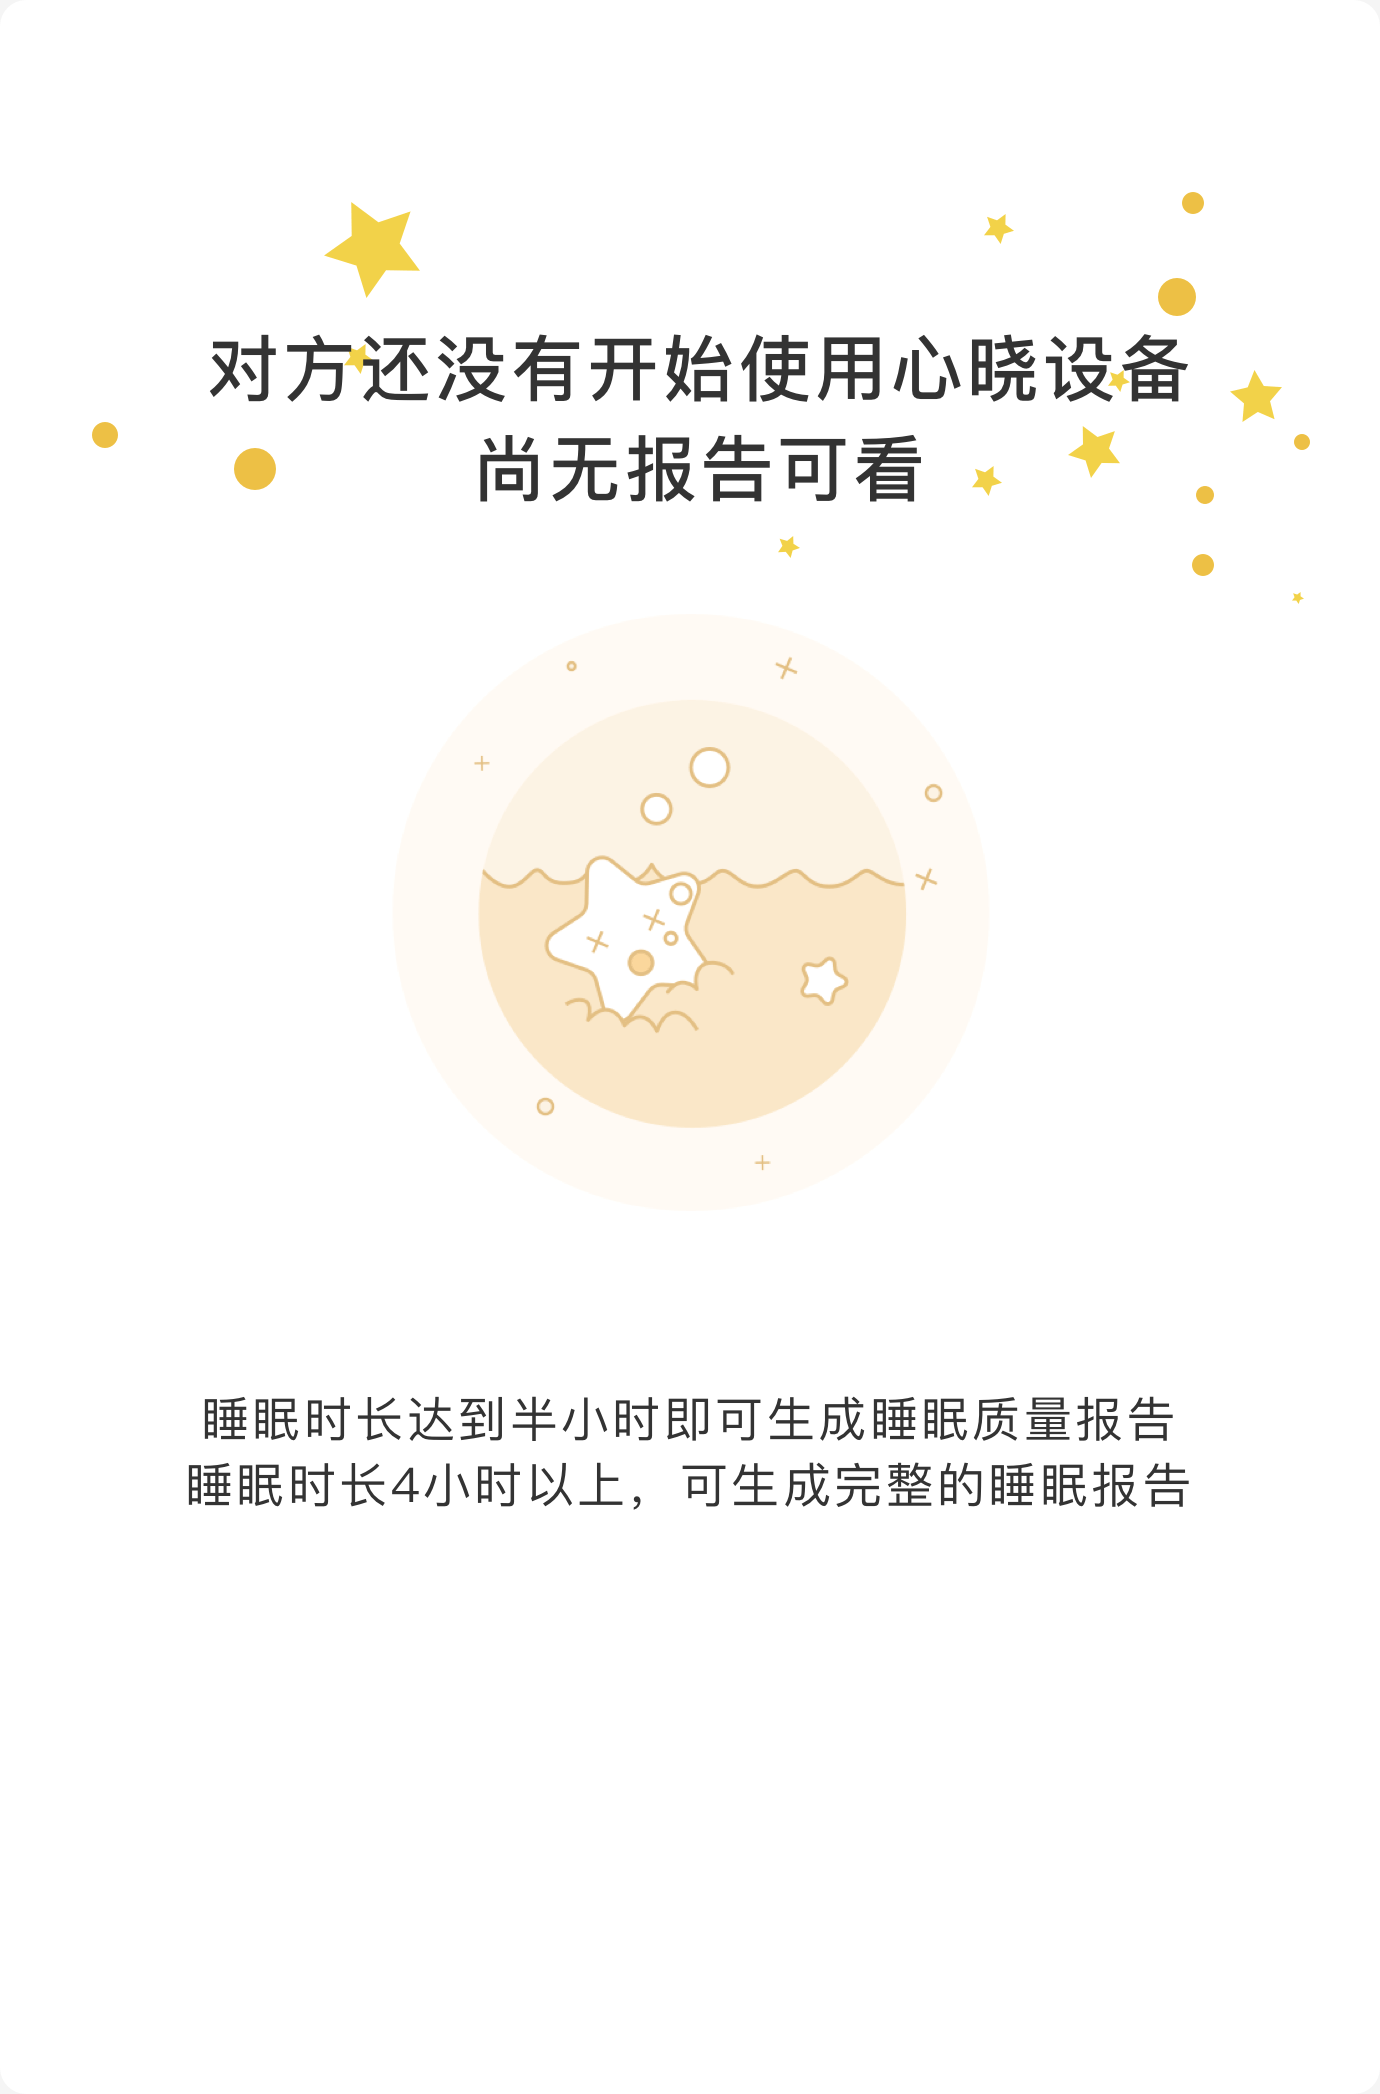 对方还没有开始使用心晓设备
尚无报告可看
睡眠时长达到半小时即可生成睡眠质量报告
睡眠时长4小时以上，可生成完整的睡眠报告